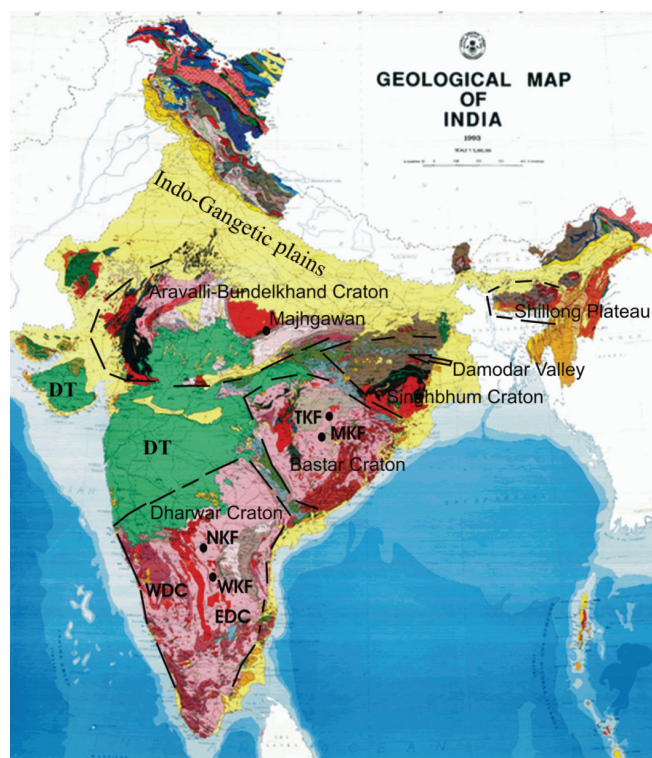 GEOLOGICAL MAP
OF
INDIA
1993
Indo-Gangetic plains
Aravalli-Bundelkhand Craton
Majhgawan
Shillong Plateau
Damodar Valley
Singhbhum Craton
DT
TKF
MKF
DT
Bastar Craton
Dharwar Craton
NKF
WDC
WKF
EDC